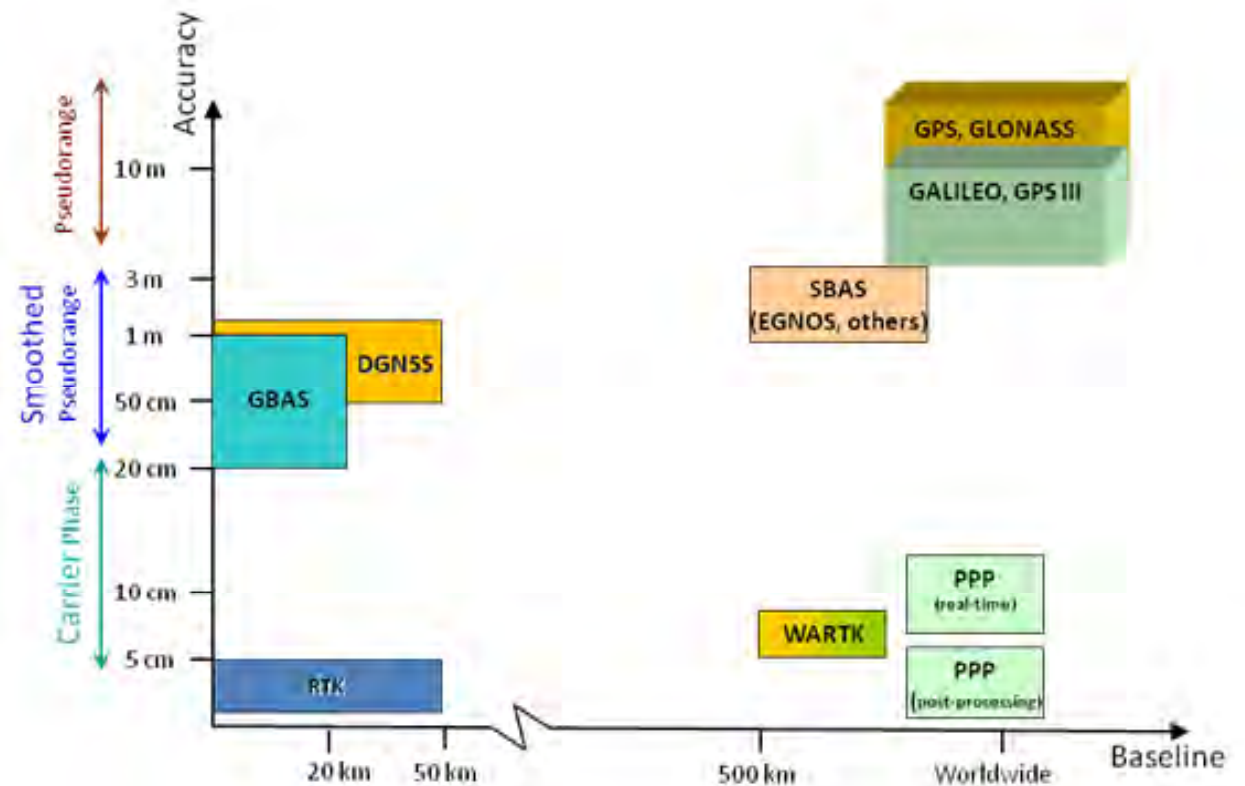 Accuracy
Pseudorange
Smoothed
Pseudorange
Carrier Phase
10 m
3 m
1 m
50 cm
20 cm
10 cm
5 cm
GPS, GLONASS
GALILEO, GPS III
SBAS
(EGNOS, others)
DGNSS
GBAS
PPP
(real-time)
WARTK
PPP
(post-processing)
RTK
20 km
50 km
500 km
Worldwide
Baseline